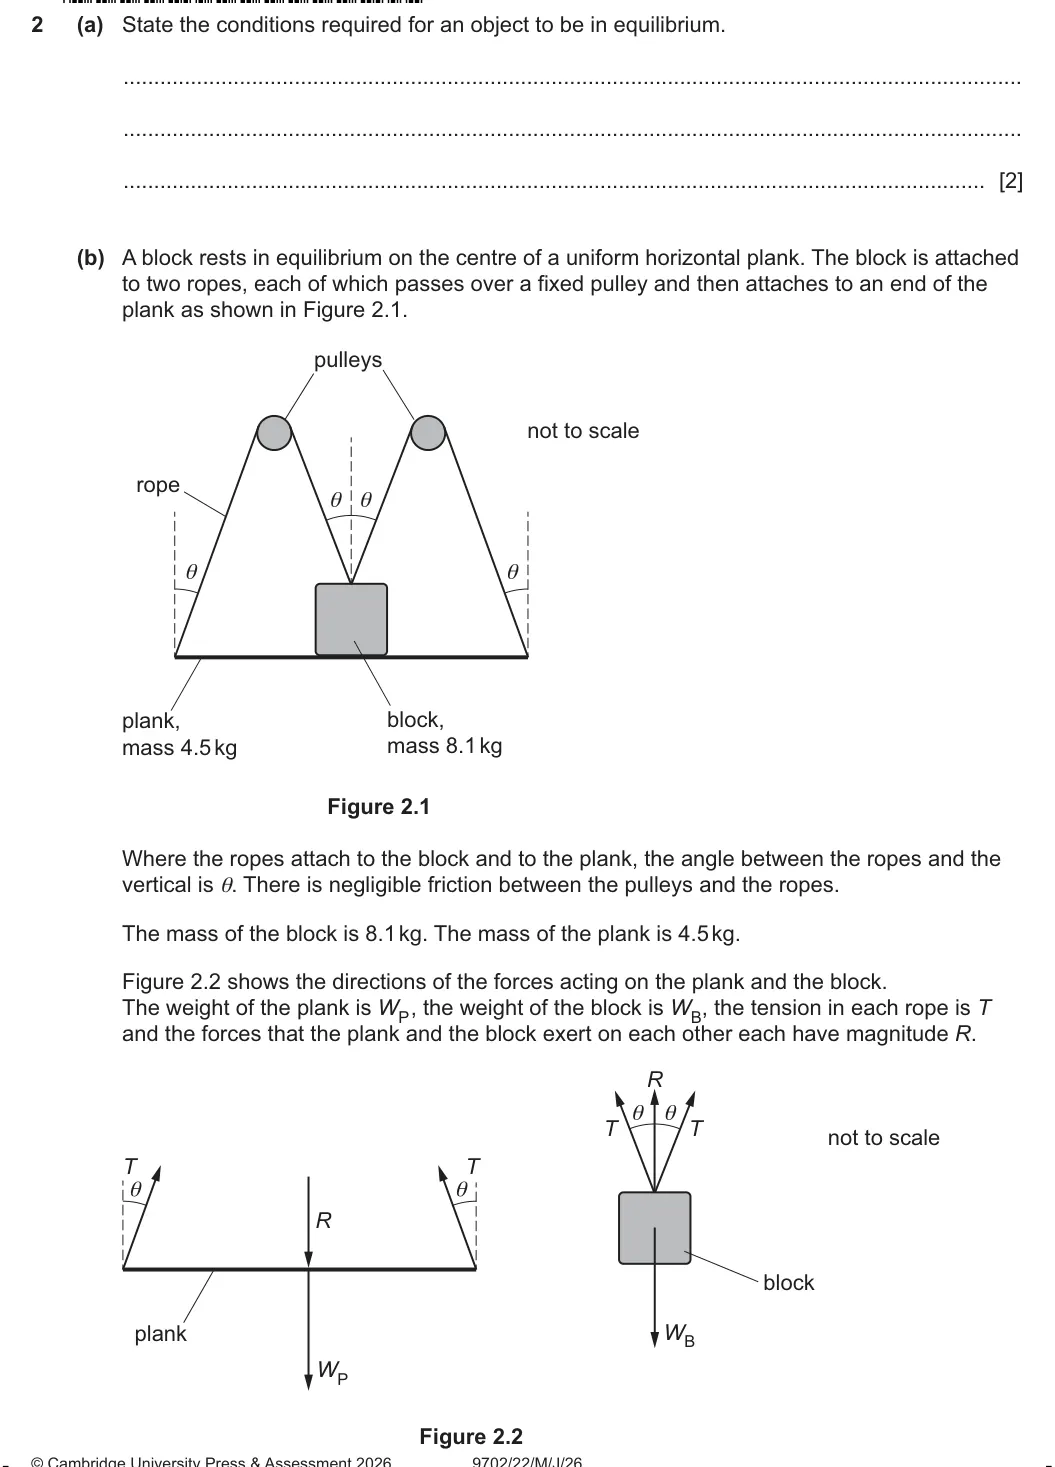 2 (a) State the conditions required for an object to be in equilibrium.
..........................................................................................
..........................................................................................
.......................................................................................... [2]
(b) A block rests in equilibrium on the centre of a uniform horizontal plank. The block is attached
to two ropes, each of which passes over a fixed pulley and then attaches to an end of the
plank as shown in Figure 2.1.
pulleys
not to scale
rope
θ θ
θ θ
plank,
mass 4.5 kg
block,
mass 8.1 kg
Figure 2.1
Where the ropes attach to the block and to the plank, the angle between the ropes and the
vertical is θ. There is negligible friction between the pulleys and the ropes.
The mass of the block is 8.1 kg. The mass of the plank is 4.5 kg.
Figure 2.2 shows the directions of the forces acting on the plank and the block.
The weight of the plank is W_P, the weight of the block is W_B, the tension in each rope is T
and the forces that the plank and the block exert on each other each have magnitude R.
R
θ θ
T T
not to scale
T T
θ θ
R
block
plank
W_B
W_P
Figure 2.2
© Cambridge University Press & Assessment 2026 9702/22/M/J/26